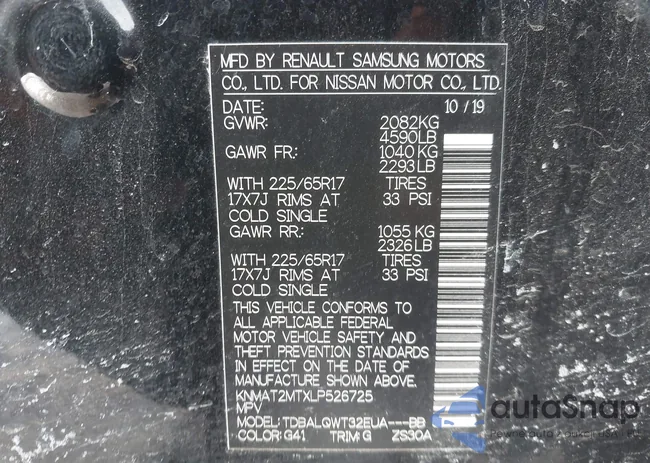 MFD BY RENAULT SAMSUNG MOTORS
CO., LTD. FOR NISSAN MOTOR CO., LTD.
DATE: 10 / 19
GVWR: 2082KG
4590LB
GAWR FR: 1040 KG
2293 LB
WITH 225/65R17 TIRES
17X7J RIMS AT 33 PSI
COLD SINGLE
GAWR RR: 1055 KG
2326 LB
WITH 225/65R17 TIRES
17X7J RIMS AT 33 PSI
COLD SINGLE
THIS VEHICLE CONFORMS TO
ALL APPLICABLE FEDERAL
MOTOR VEHICLE SAFETY AND
THEFT PREVENTION STANDARDS
IN EFFECT ON THE DATE OF
MANUFACTURE SHOWN ABOVE.
KNMAT2MTXLP526725
MPV
MODEL: TDBALQWT32EUA---BB
COLOR: G41 TRIM: G ZS30A
autoSnap